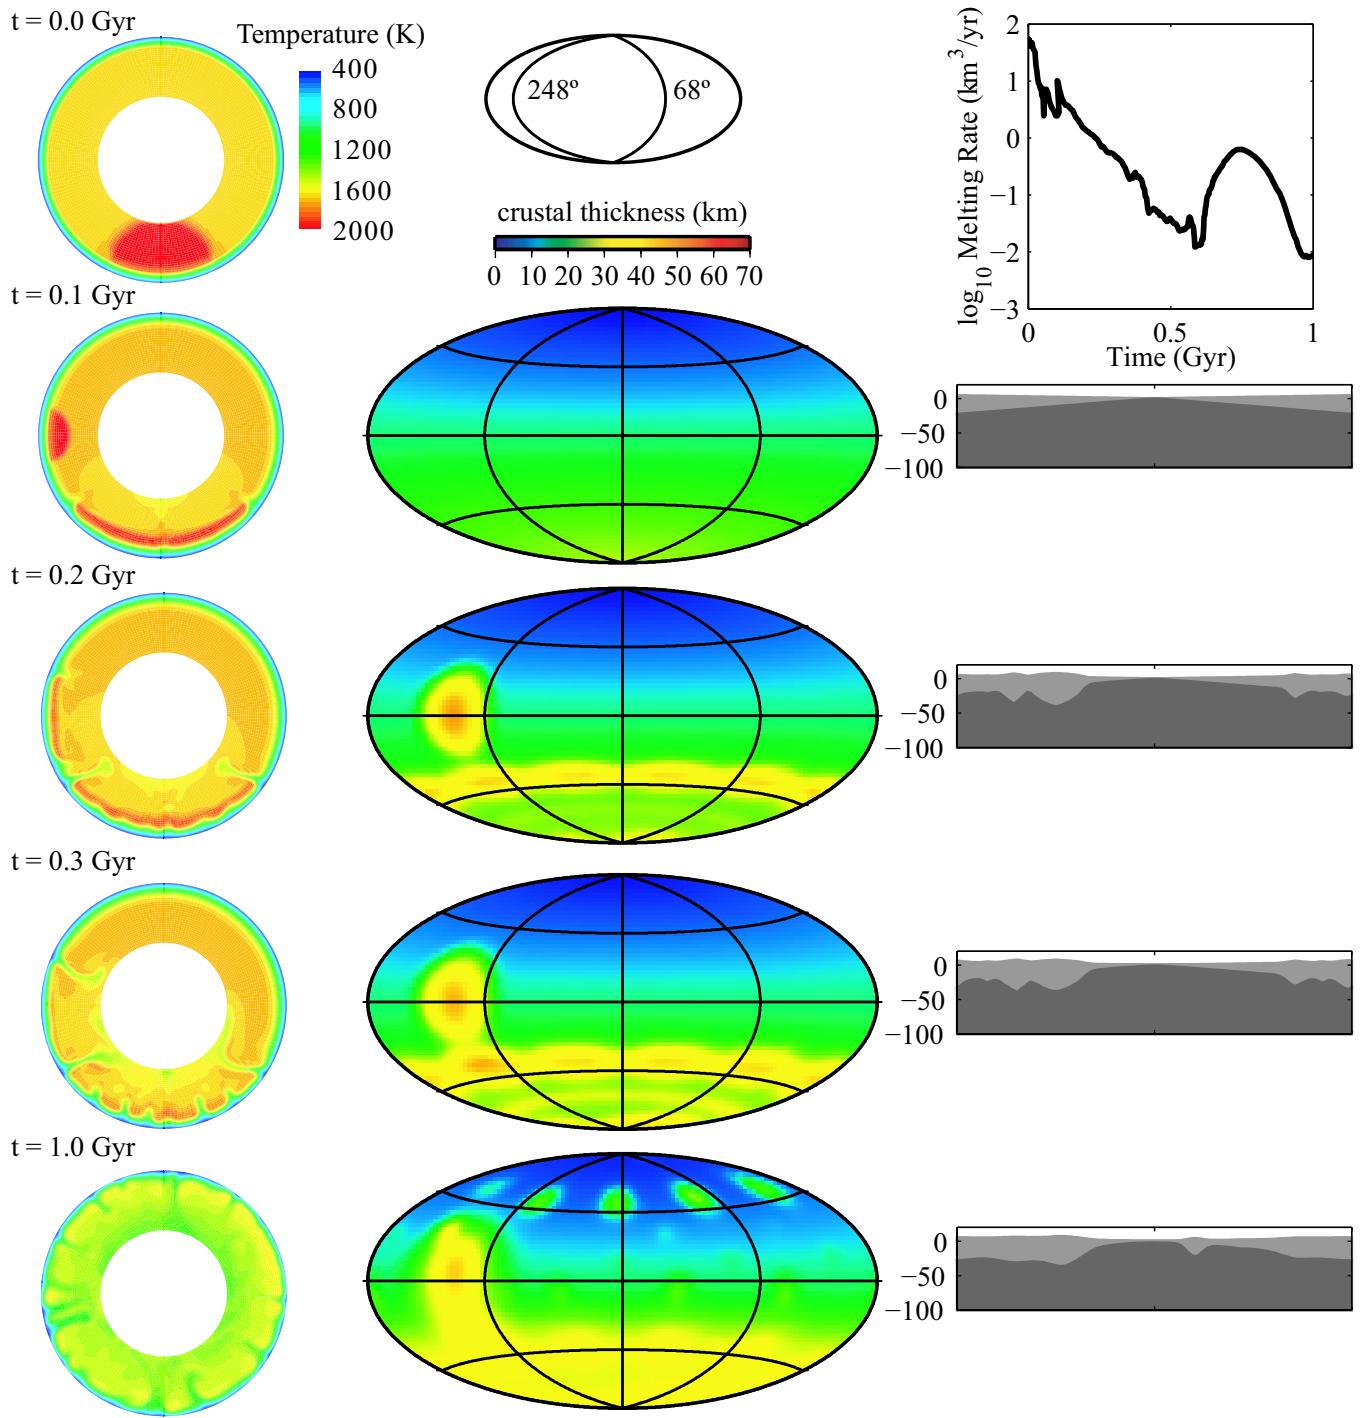 t = 0.0 Gyr
Temperature (K)
400
800
1200
1600
2000
248º
68º
crustal thickness (km)
0 10 20 30 40 50 60 70
log10 Melting Rate (km3/yr)
2
1
0
−1
−2
−3
0 0.5 1
Time (Gyr)
t = 0.1 Gyr
0
−50
−100
t = 0.2 Gyr
0
−50
−100
t = 0.3 Gyr
0
−50
−100
t = 1.0 Gyr
0
−50
−100